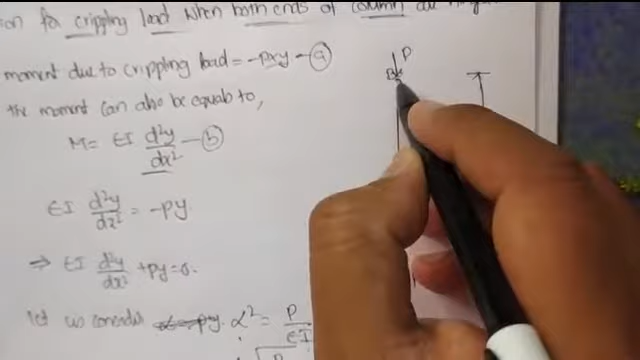 for crippling load when both ends of column are
moment due to crippling load = -P×y — ⓐ
the moment can also be equal to,
M = EI d²y/dx² — ⓑ
EI d²y/dx² = -Py.
⇒ EI d²y/dx² + Py = 0.
let us consider α² = P/EI
P
B